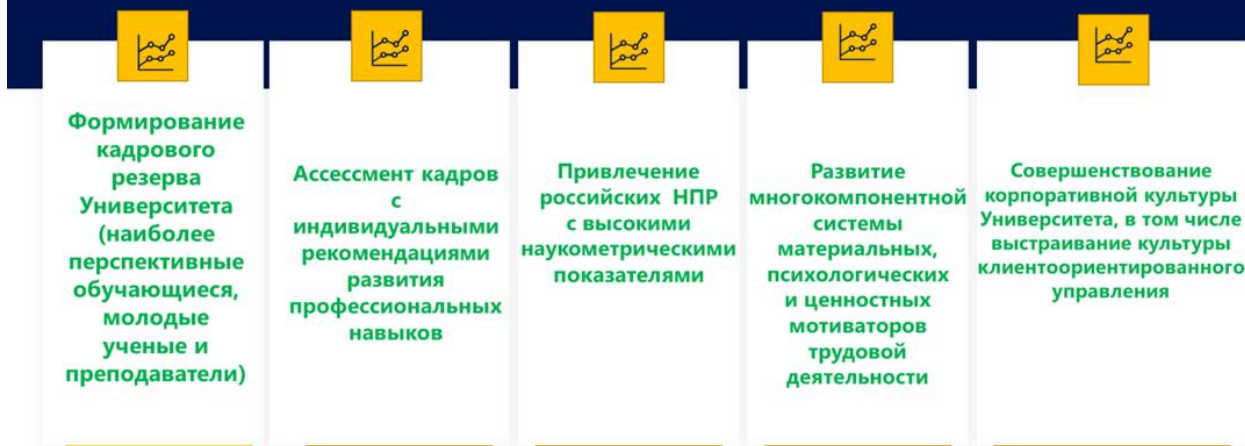 Формирование
кадрового
резерва
Университета
(наиболее
перспективные
обучающиеся,
молодые
ученые и
преподаватели)
Ассессмент кадров
с
индивидуальными
рекомендациями
развития
профессиональных
навыков
Привлечение
российских НПР
с высокими
наукометрическими
показателями
Развитие
многокомпонентной
системы
материальных,
психологических
и ценностных
мотиваторов
трудовой
деятельности
Совершенствование
корпоративной культуры
Университета, в том числе
выстраивание культуры
клиентоориентированного
управления